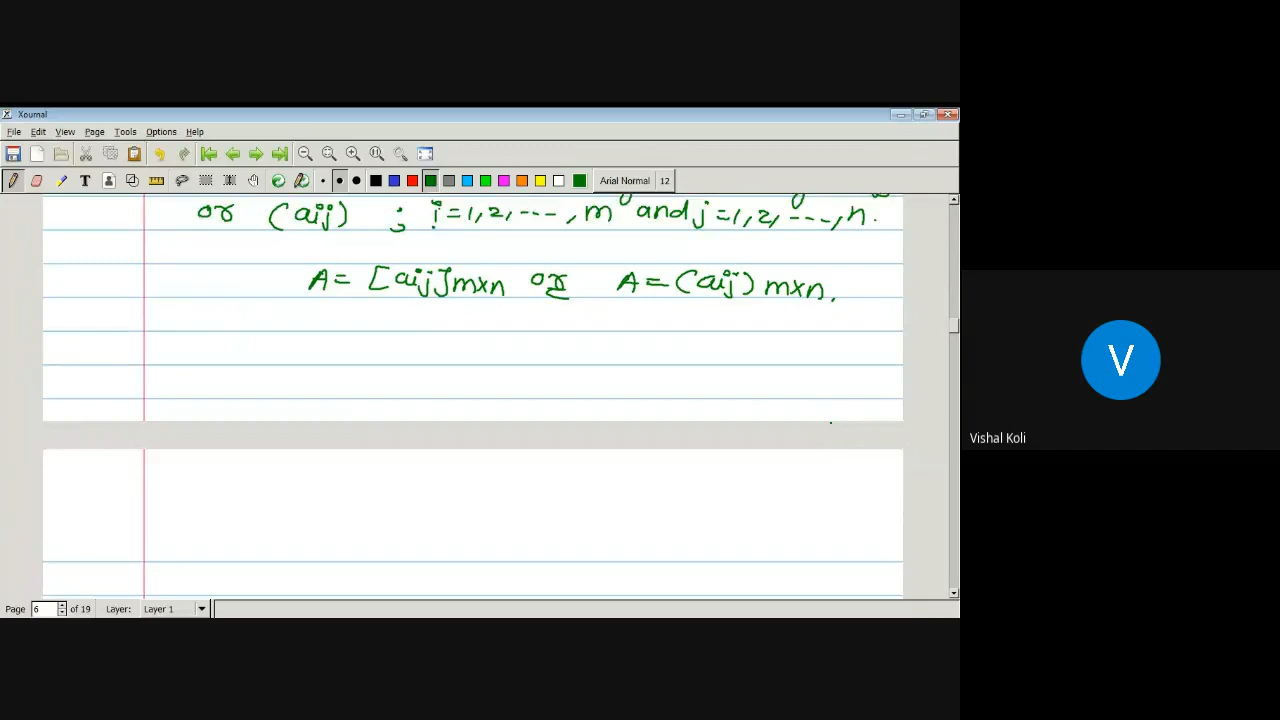 Xournal
File Edit View Page Tools Options Help
Arial Normal 12
or (aij) ; i=1,2,----,m and j=1,2,----,n.
A= [aij]mxn or A=(aij) mxn.
V
Vishal Koli
Page 6 of 19 Layer: Layer 1